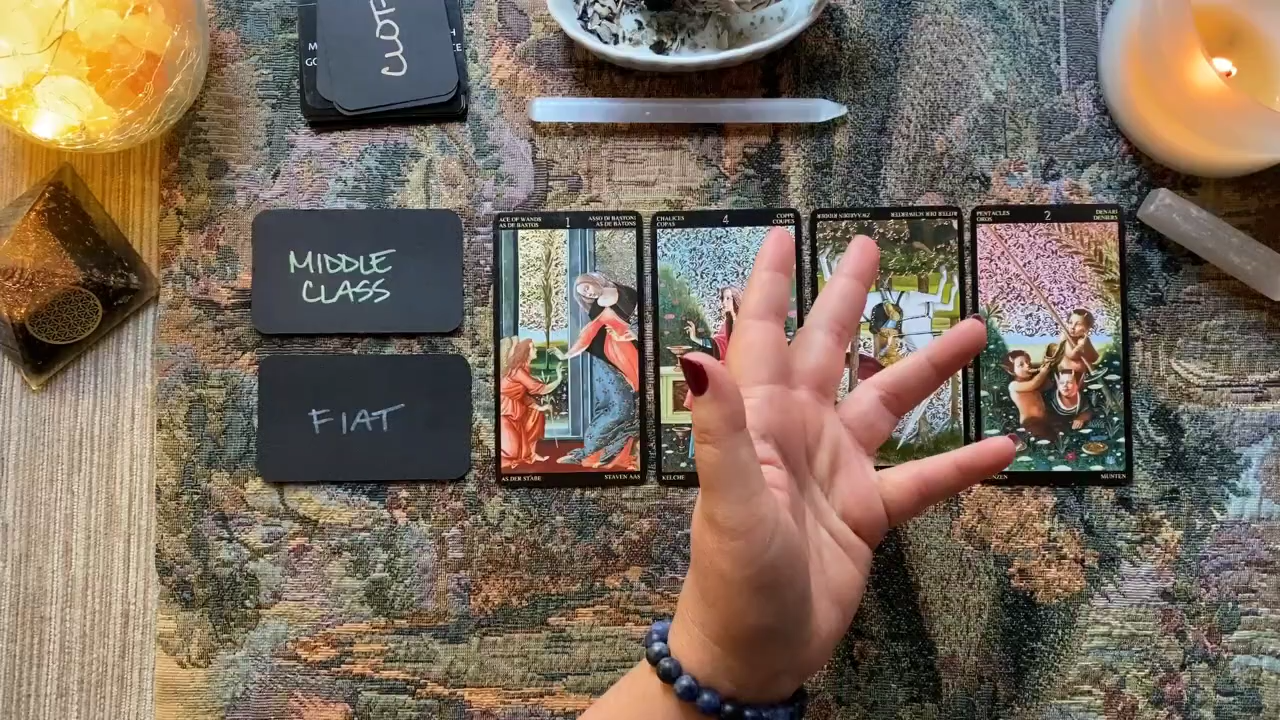 CLOT
MIDDLE
CLASS
FIAT
ACE OF WANDS
AS DE BASTOS
1
ASSO DI BASTONI
AS DE BÂTONS
AS DER STÄBE
STAVEN AAS
CHALICES
COPAS
4
COPPE
COUPES
KELCHE
PENTACLES
OROS
2
DENARI
DENIERS
MUNTEN